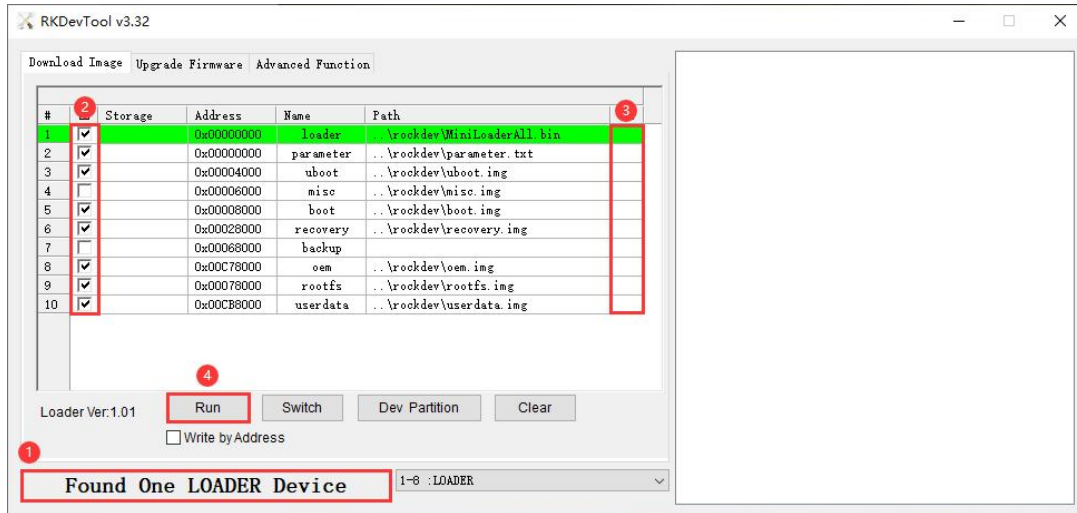 RKDevTool v3.32
Download Image Upgrade Firmware Advanced Function
2
3
# Storage Address Name Path
1 0x00000000 loader ..\rockdev\MiniLoaderAll.bin
2 0x00000000 parameter ..\rockdev\parameter.txt
3 0x00004000 uboot ..\rockdev\uboot.img
4 0x00006000 misc ..\rockdev\misc.img
5 0x00008000 boot ..\rockdev\boot.img
6 0x00028000 recovery ..\rockdev\recovery.img
7 0x00068000 backup
8 0x00C78000 oem ..\rockdev\oem.img
9 0x00078000 rootfs ..\rockdev\rootfs.img
10 0x00CB8000 userdata ..\rockdev\userdata.img
4
Loader Ver:1.01 Run Switch Dev Partition Clear
Write by Address
1
Found One LOADER Device 1-8 :LOADER